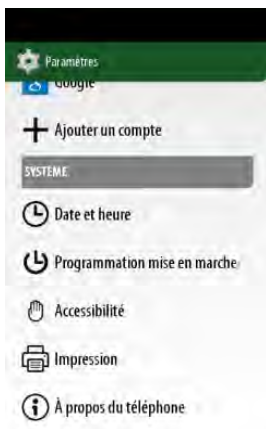 Paramètres
Google
Ajouter un compte
SYSTÈME
Date et heure
Programmation mise en marche
Accessibilité
Impression
À propos du téléphone